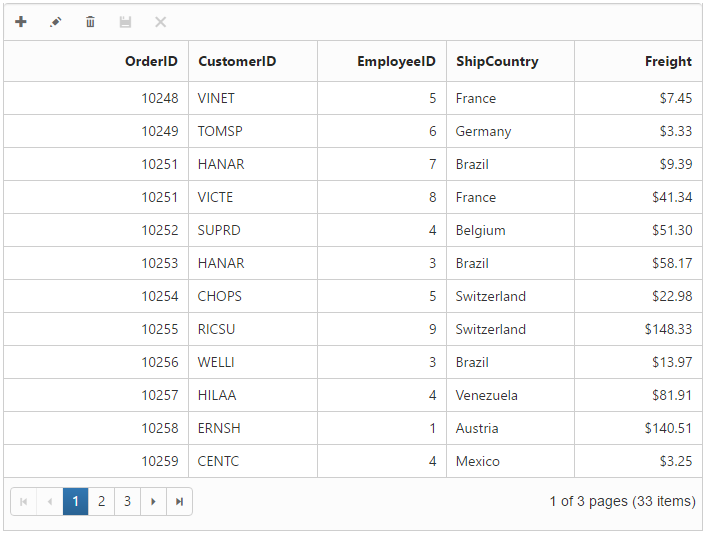 OrderID CustomerID EmployeeID ShipCountry Freight
10248 VINET 5 France $7.45
10249 TOMSP 6 Germany $3.33
10251 HANAR 7 Brazil $9.39
10251 VICTE 8 France $41.34
10252 SUPRD 4 Belgium $51.30
10253 HANAR 3 Brazil $58.17
10254 CHOPS 5 Switzerland $22.98
10255 RICSU 9 Switzerland $148.33
10256 WELLI 3 Brazil $13.97
10257 HILAA 4 Venezuela $81.91
10258 ERNSH 1 Austria $140.51
10259 CENTC 4 Mexico $3.25
1 2 3 1 of 3 pages (33 items)